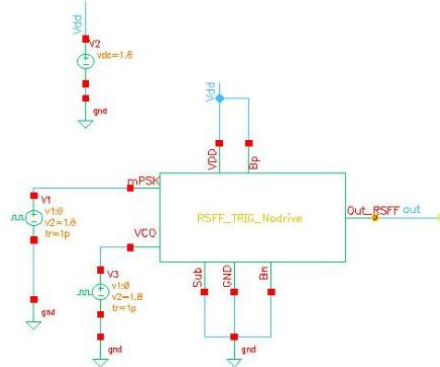 Vdd
V2
vdc=1.8
gnd
Vdd
VDD
Bp
mPSK
V1
v1:0
v2=1.8
tr=1p
RSFF_TRIG_Nodrive
Out_RSFF
out
VCO
V3
v1:0
v2=1.8
tr=1p
Sub
GND
Bn
gnd
gnd
gnd